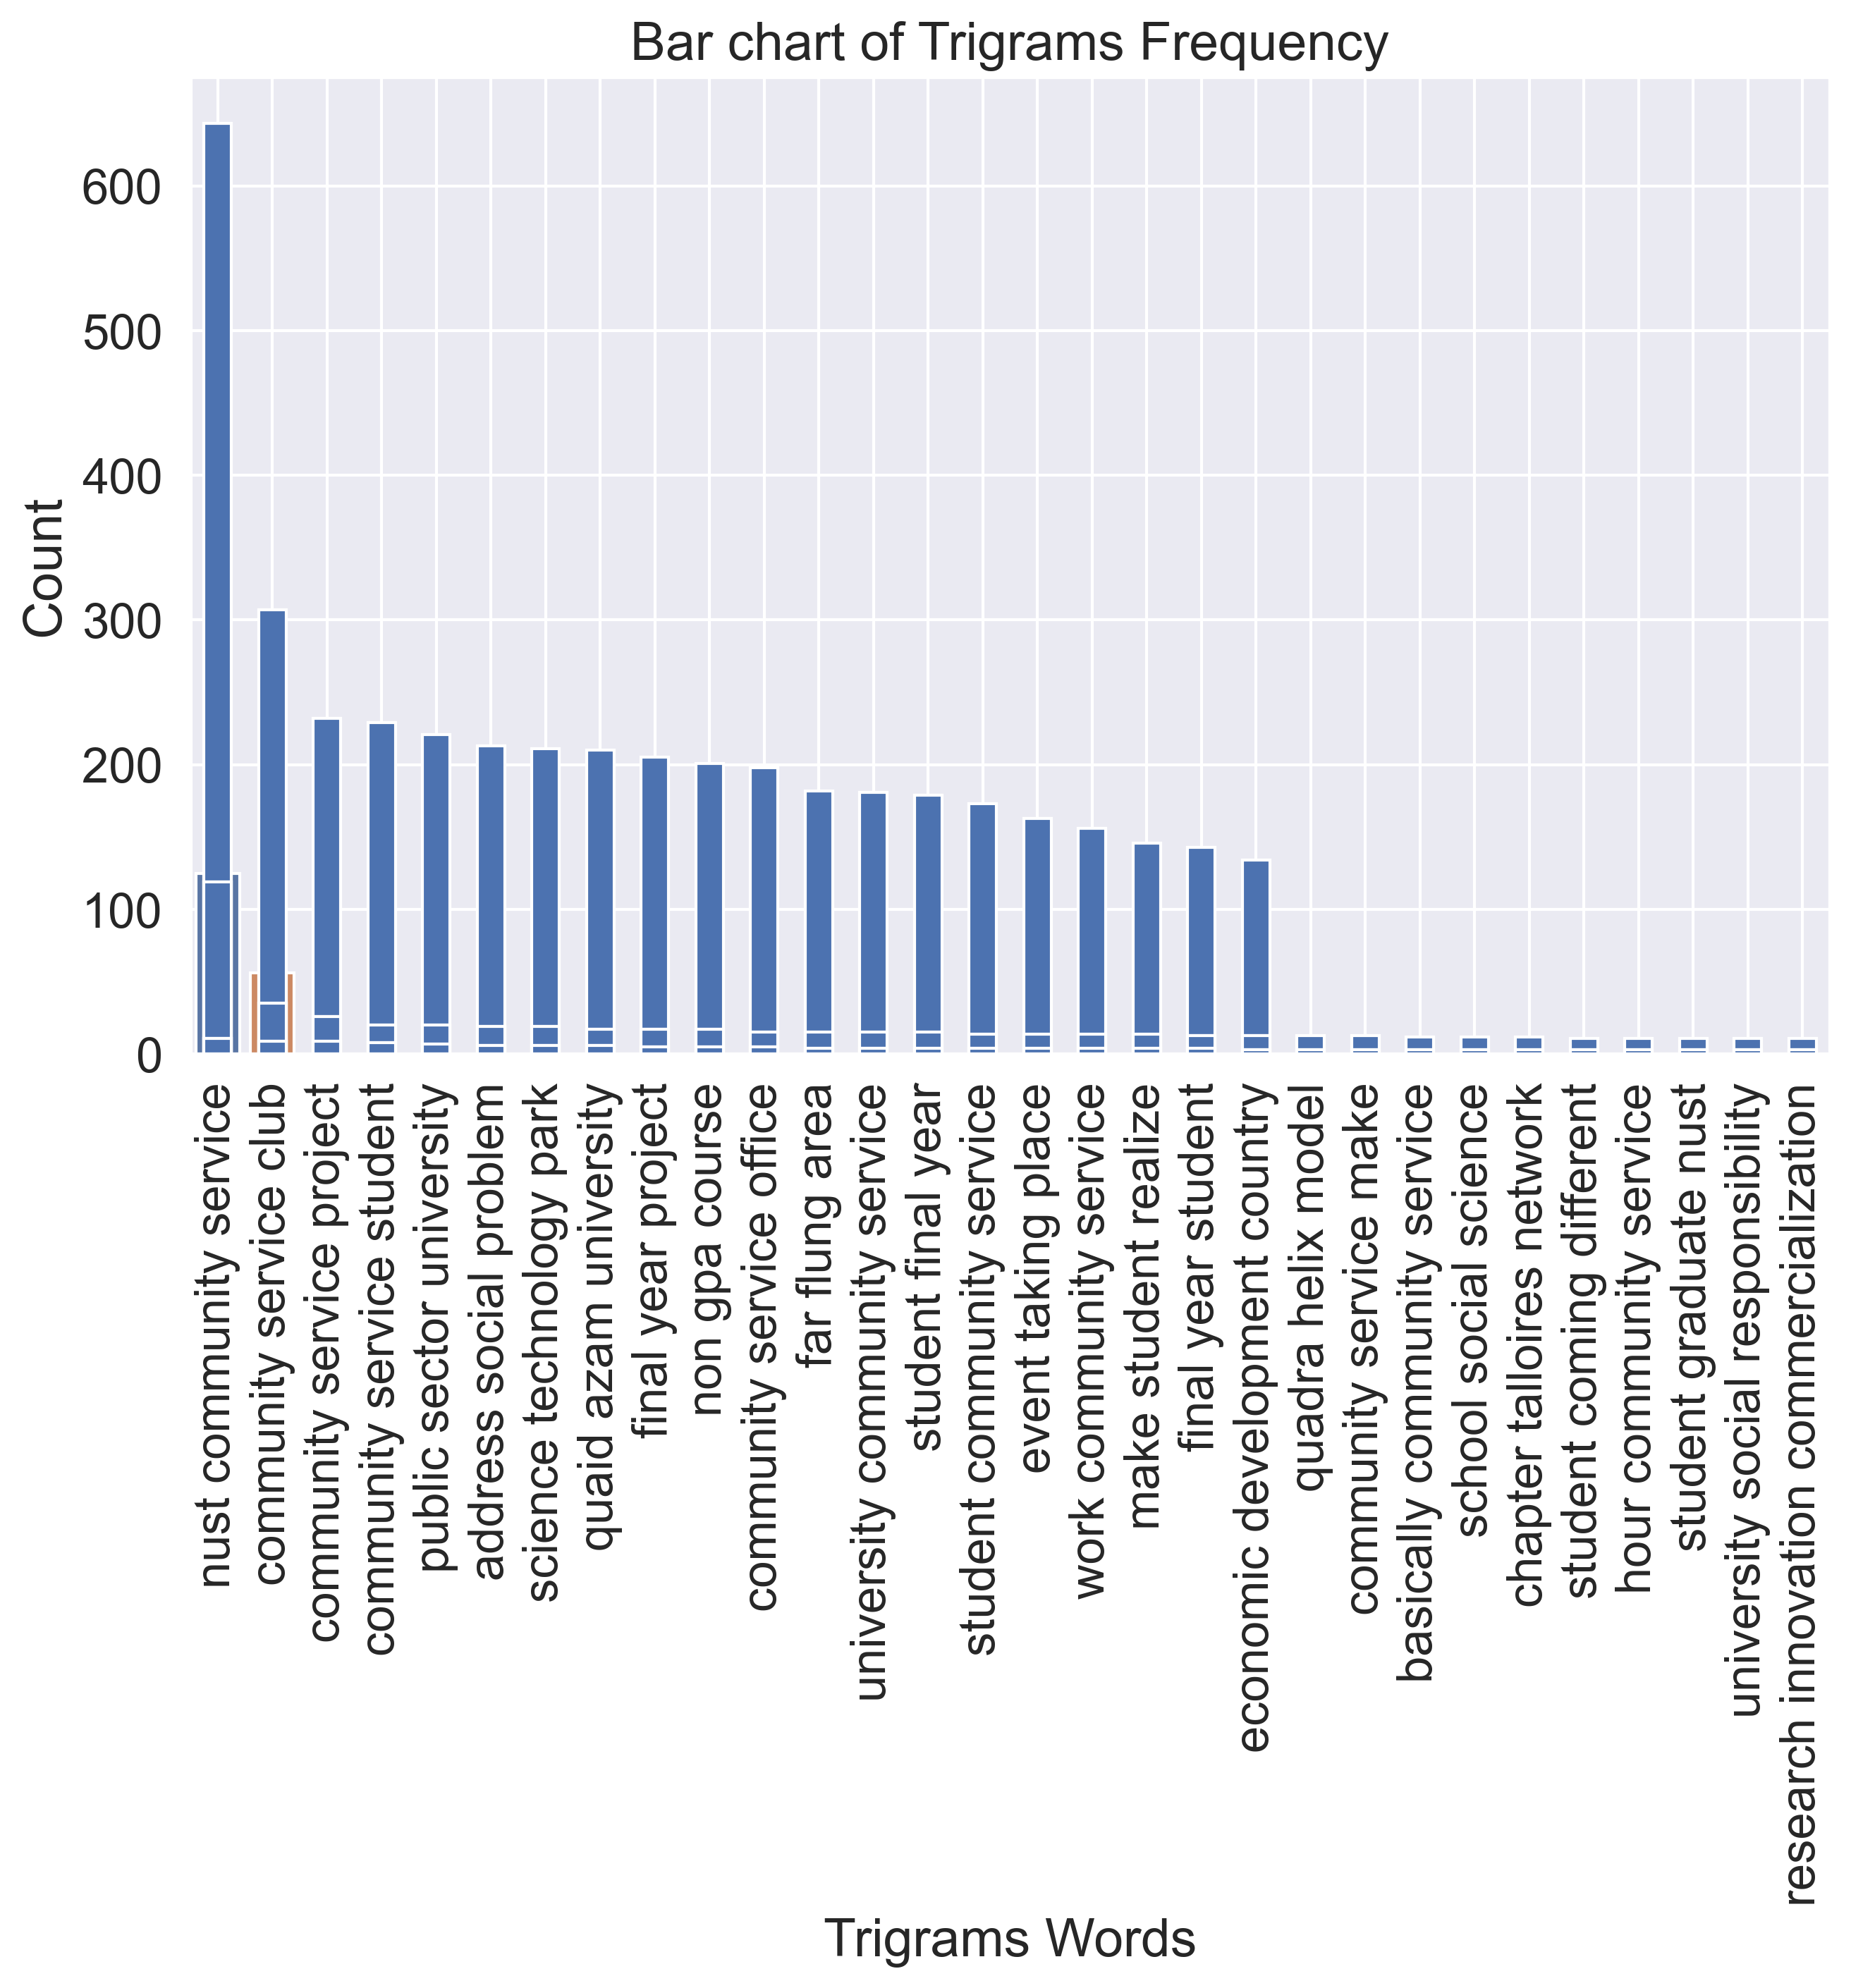 Bar chart of Trigrams Frequency
Count
600
500
400
300
200
100
0
nust community service
community service club
community service project
community service student
public sector university
address social problem
science technology park
quaid azam university
final year project
non gpa course
community service office
far flung area
university community service
student final year
student community service
event taking place
work community service
make student realize
final year student
economic development country
quadra helix model
community service make
basically community service
school social science
chapter talloires network
student coming different
hour community service
student graduate nust
university social responsibility
research innovation commercialization
Trigrams Words